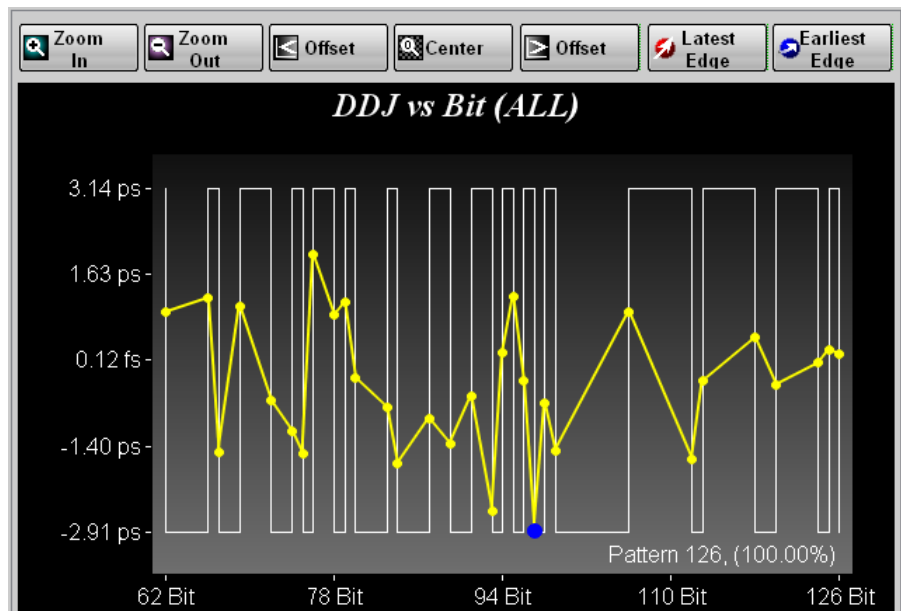 Zoom In
Zoom Out
Offset
Center
Offset
Latest Edge
Earliest Edge
DDJ vs Bit (ALL)
3.14 ps
1.63 ps
0.12 fs
-1.40 ps
-2.91 ps
Pattern 126, (100.00%)
62 Bit
78 Bit
94 Bit
110 Bit
126 Bit